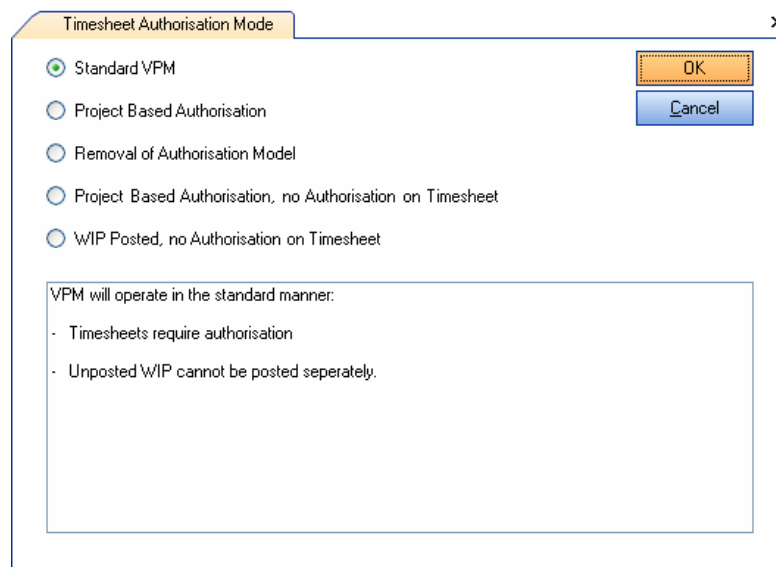 Timesheet Authorisation Mode
Standard VPM
OK
Project Based Authorisation
Cancel
Removal of Authorisation Model
Project Based Authorisation, no Authorisation on Timesheet
WIP Posted, no Authorisation on Timesheet
VPM will operate in the standard manner:
- Timesheets require authorisation
- Unposted WIP cannot be posted seperately.